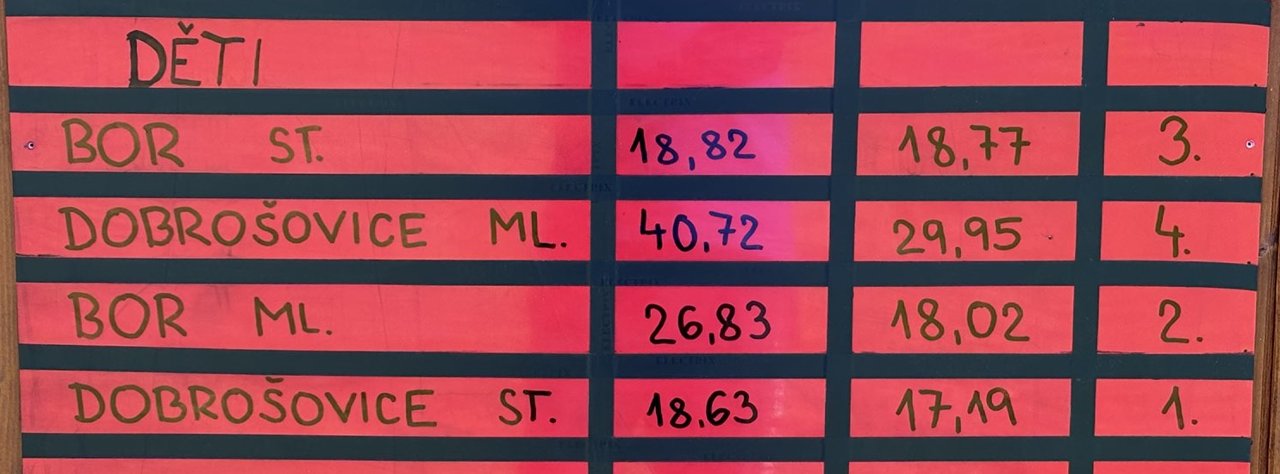 DĚTI
BOR ST. 18,82 18,77 3.
DOBROŠOVICE ML. 40,72 29,95 4.
BOR ML. 26,83 18,02 2.
DOBROŠOVICE ST. 18,63 17,19 1.